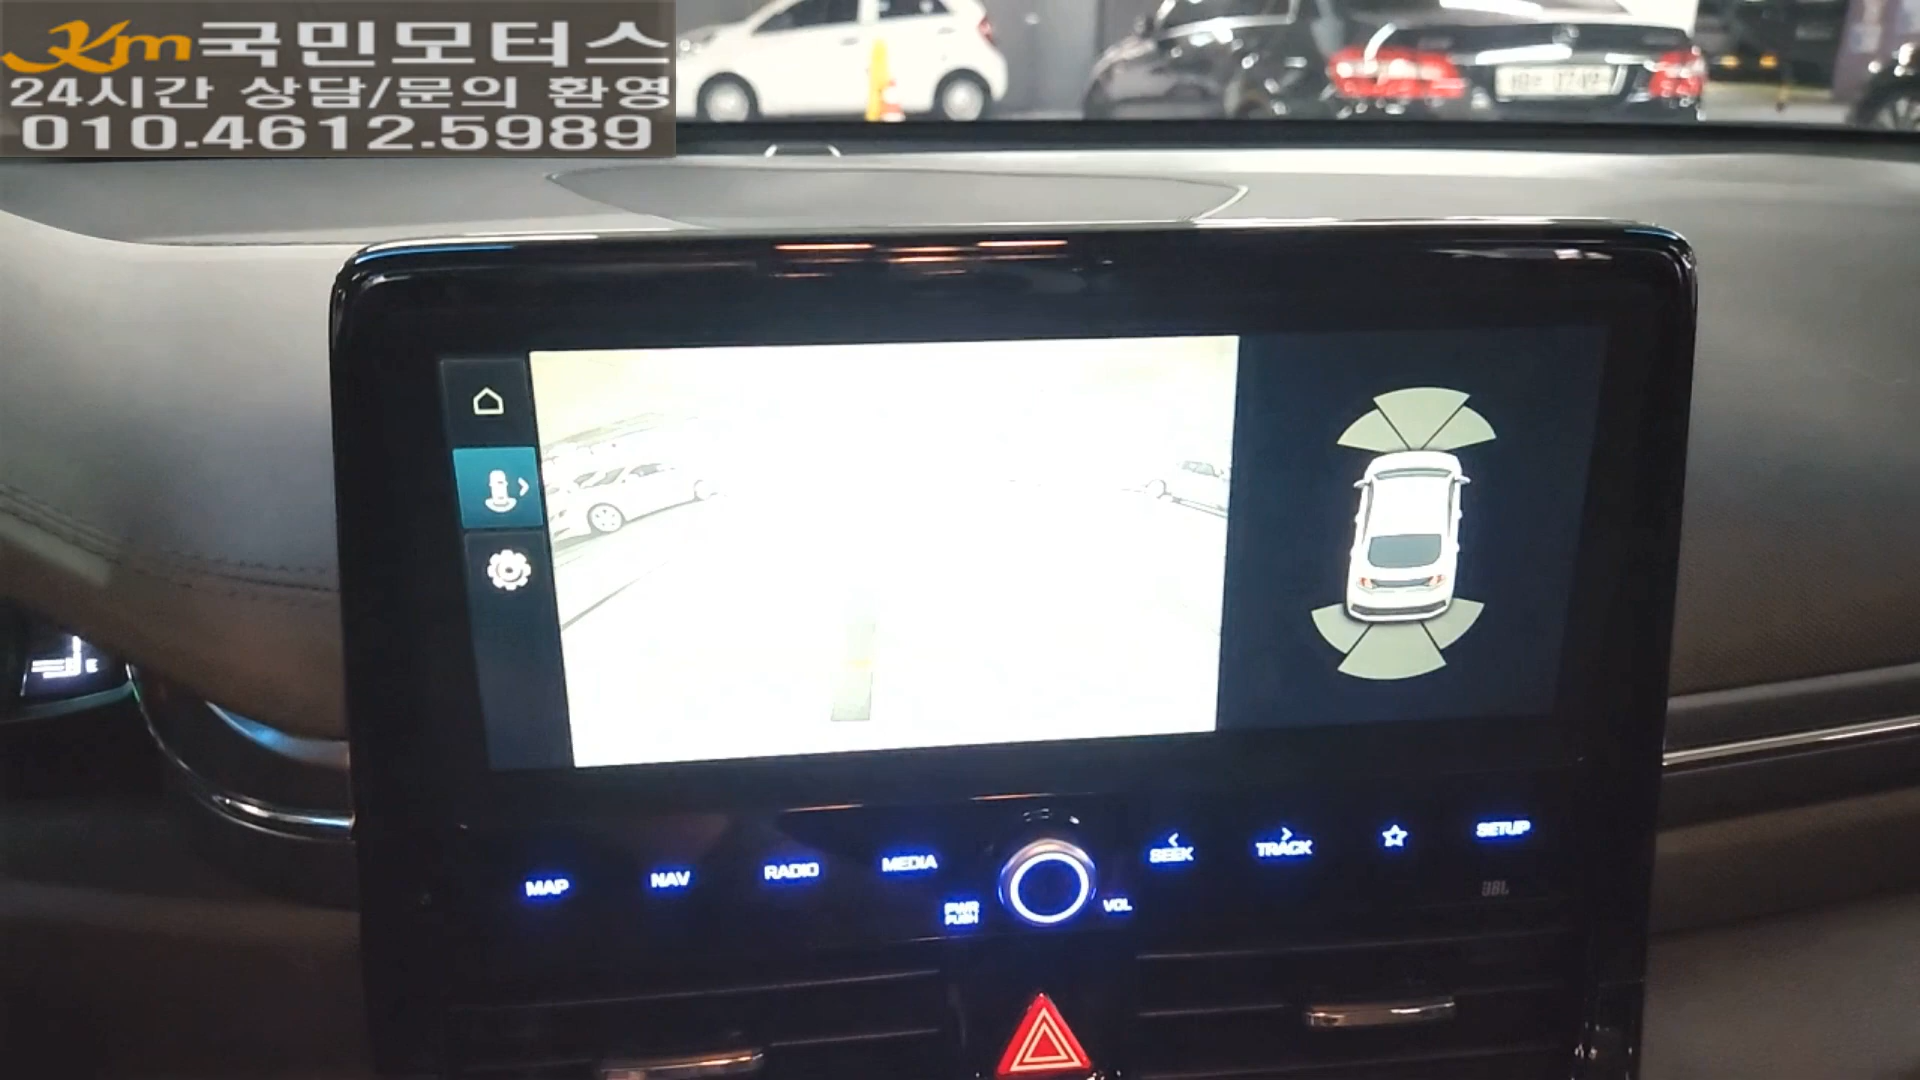 Km국민모터스
24시간 상담/문의 환영
010.4612.5989
MAP
NAV
RADIO
MEDIA
PWR
PUSH
VOL
SEEK
TRACK
SETUP
JBL